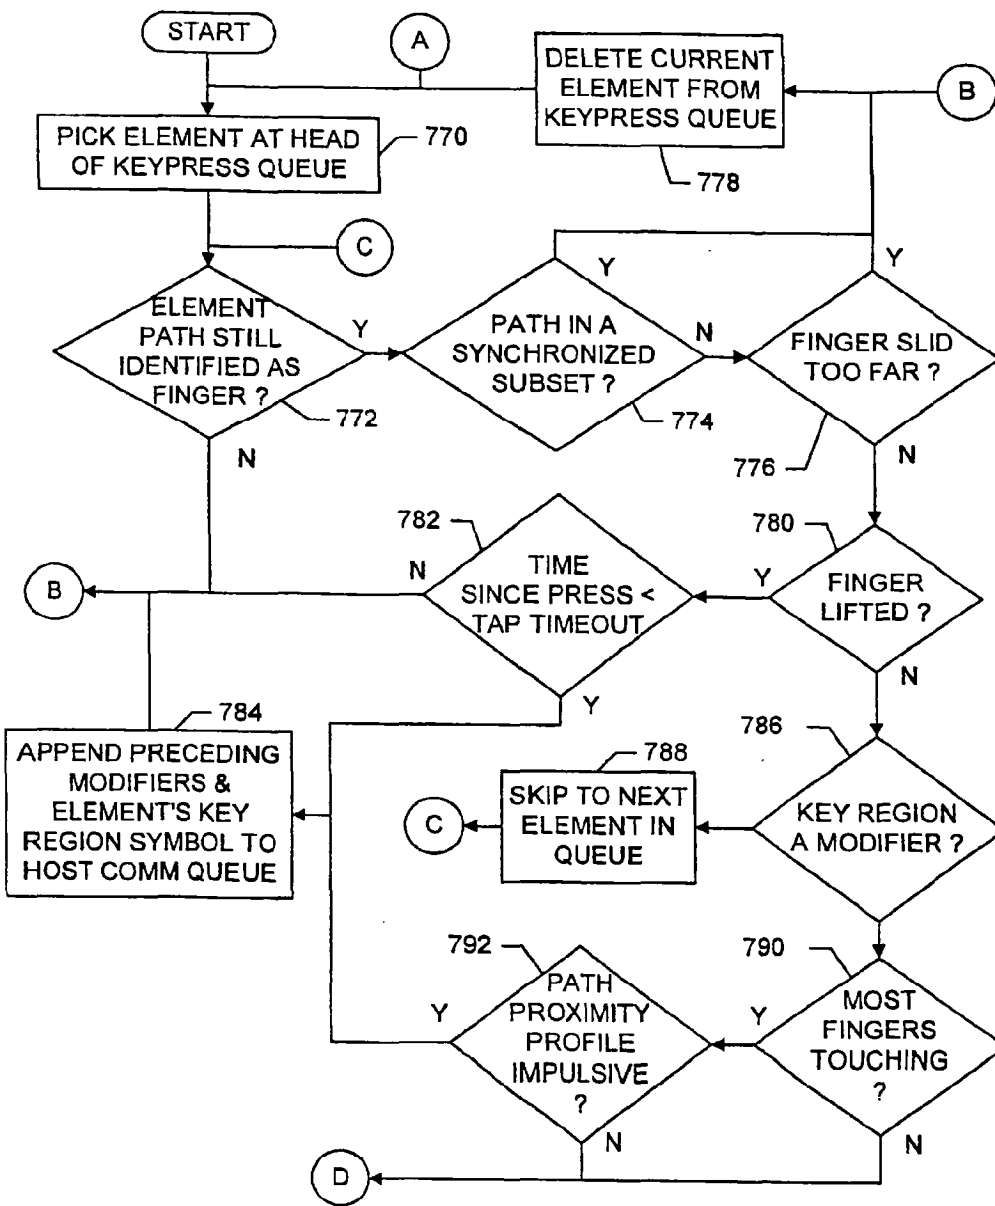 START
A
DELETE CURRENT
ELEMENT FROM
KEYPRESS QUEUE
B
PICK ELEMENT AT HEAD
OF KEYPRESS QUEUE
770
778
C
Y
Y
ELEMENT
PATH STILL
IDENTIFIED AS
FINGER ?
Y
772
N
PATH IN A
SYNCHRONIZED
SUBSET ?
N
774
FINGER SLID
TOO FAR ?
776
N
782
TIME
SINCE PRESS <
TAP TIMEOUT
N
Y
780
FINGER
LIFTED ?
Y
N
B
784
APPEND PRECEDING
MODIFIERS &
ELEMENT'S KEY
REGION SYMBOL TO
HOST COMM QUEUE
C
788
SKIP TO NEXT
ELEMENT IN
QUEUE
786
KEY REGION
A MODIFIER ?
792
PATH
PROXIMITY
PROFILE
IMPULSIVE
?
Y
N
790
MOST
FINGERS
TOUCHING
?
Y
N
D